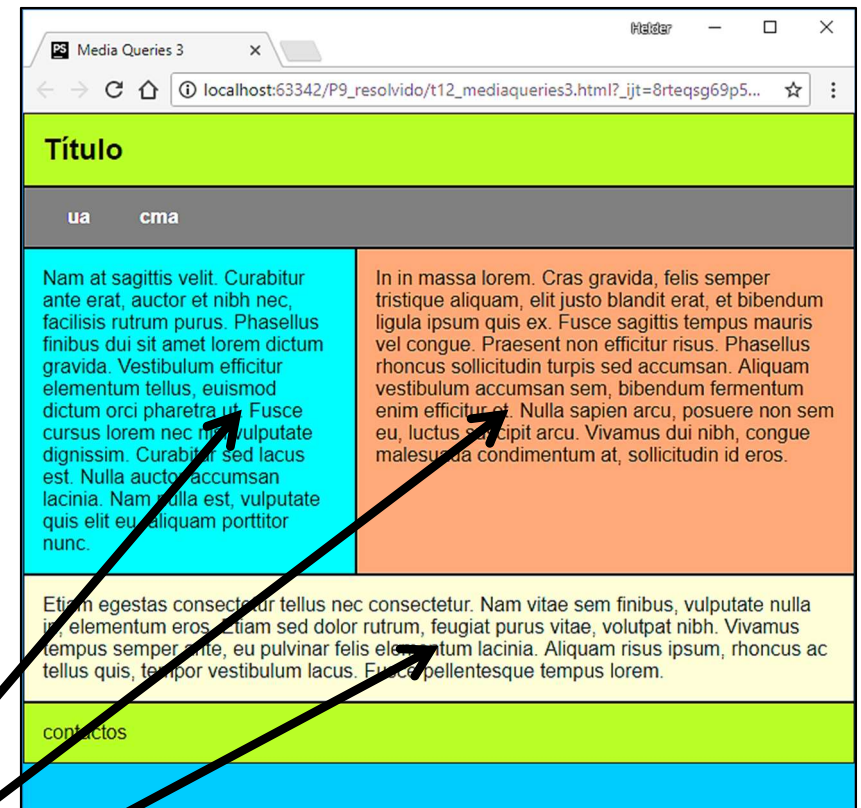 Helder
PS Media Queries 3
localhost:63342/P9_resolvido/t12_mediaqueries3.html?_ijt=8rteqsg69p5...
Título
ua cma
Nam at sagittis velit. Curabitur
ante erat, auctor et nibh nec,
facilisis rutrum purus. Phasellus
finibus dui sit amet lorem dictum
gravida. Vestibulum efficitur
elementum tellus, euismod
dictum orci pharetra ut. Fusce
cursus lorem nec vulputate
dignissim. Curabitur sed lacus
est. Nulla auctor accumsan
lacinia. Nam nulla est, vulputate
quis elit eu, aliquam porttitor
nunc.
In in massa lorem. Cras gravida, felis semper
tristique aliquam, elit justo blandit erat, et bibendum
ligula ipsum quis ex. Fusce sagittis tempus mauris
vel congue. Praesent non efficitur risus. Phasellus
rhoncus sollicitudin turpis sed accumsan. Aliquam
vestibulum accumsan sem, bibendum fermentum
enim efficitur et. Nulla sapien arcu, posuere non sem
eu, luctus suscipit arcu. Vivamus dui nibh, congue
malesuada condimentum at, sollicitudin id eros.
Etiam egestas consectetur tellus nec consectetur. Nam vitae sem finibus, vulputate nulla
in, elementum eros. Etiam sed dolor rutrum, feugiat purus vitae, volutpat nibh. Vivamus
tempus semper ante, eu pulvinar felis elementum lacinia. Aliquam risus ipsum, rhoncus ac
tellus quis, tempor vestibulum lacus. Fusce pellentesque tempus lorem.
contactos